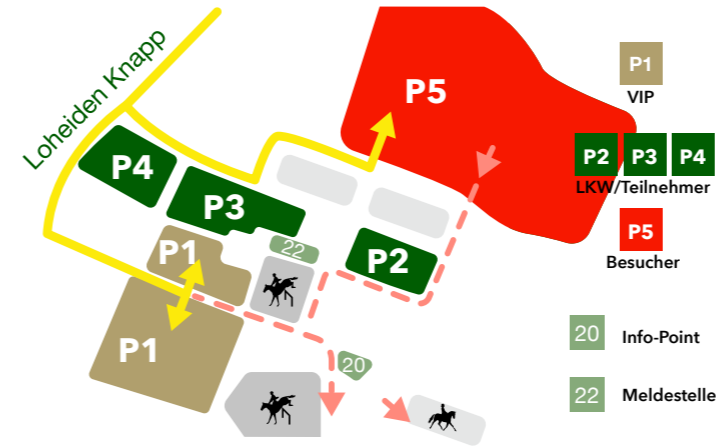 Loheiden Knapp
P5
P1
VIP
P4
P3
P2 P3 P4
LKW/Teilnehmer
P1
22
P2
P5
Besucher
P1
20
20 Info-Point
22 Meldestelle